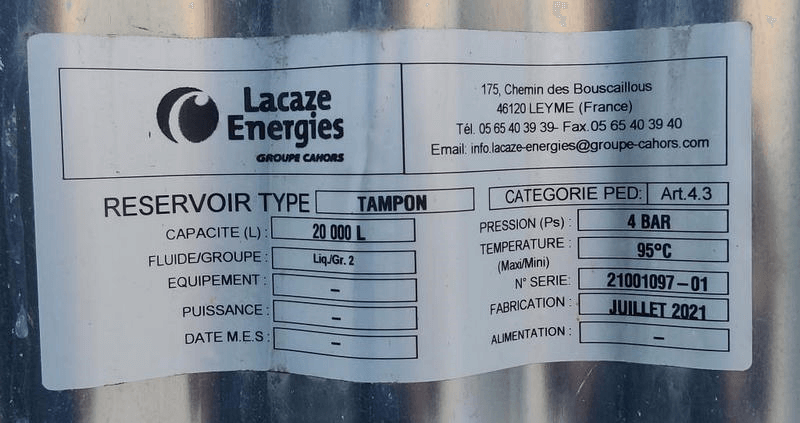 Lacaze
Energies
GROUPE CAHORS
175, Chemin des Bouscaillous
46120 LEYME (France)
Tél. 05 65 40 39 39- Fax.05 65 40 39 40
Email: info.lacaze-energies@groupe-cahors.com
RESERVOIR TYPE TAMPON
CATEGORIE PED: Art.4.3
CAPACITE (L) : 20 000 L
FLUIDE/GROUPE : Liq./Gr. 2
EQUIPEMENT : –
PUISSANCE : –
DATE M.E.S : –
PRESSION (Ps) : 4 BAR
TEMPERATURE : 95°C
(Maxi/Mini)
N° SERIE: 21001097–01
FABRICATION : JUILLET 2021
ALIMENTATION : –